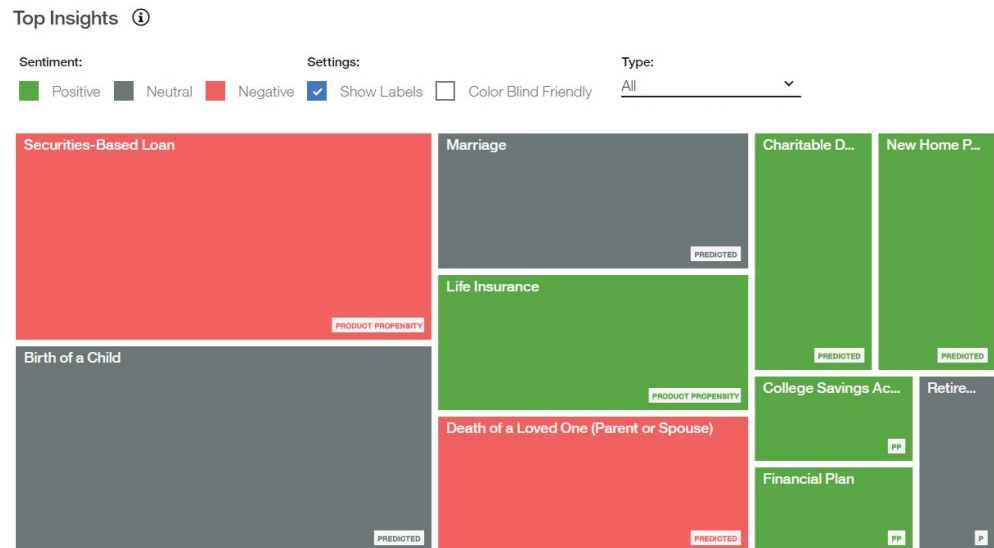 Top Insights
Sentiment:
Positive
Neutral
Negative
Settings:
Show Labels
Color Blind Friendly
Type:
All
Securities-Based Loan
PRODUCT PROPENSITY
Birth of a Child
PREDICTED
Marriage
PREDICTED
Life Insurance
PRODUCT PROPENSITY
Death of a Loved One (Parent or Spouse)
PREDICTED
Charitable D...
PREDICTED
New Home P...
PREDICTED
College Savings Ac...
PP
Retire...
P
Financial Plan
PP